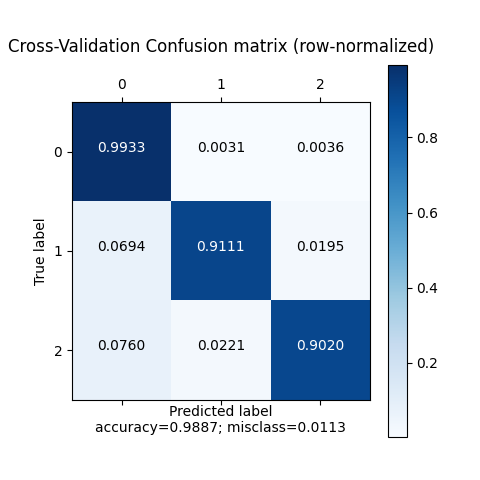 Cross-Validation Confusion matrix (row-normalized)
0 1 2
0 0.9933 0.0031 0.0036
1 0.0694 0.9111 0.0195
2 0.0760 0.0221 0.9020
True label
Predicted label
accuracy=0.9887; misclass=0.0113
0.8
0.6
0.4
0.2